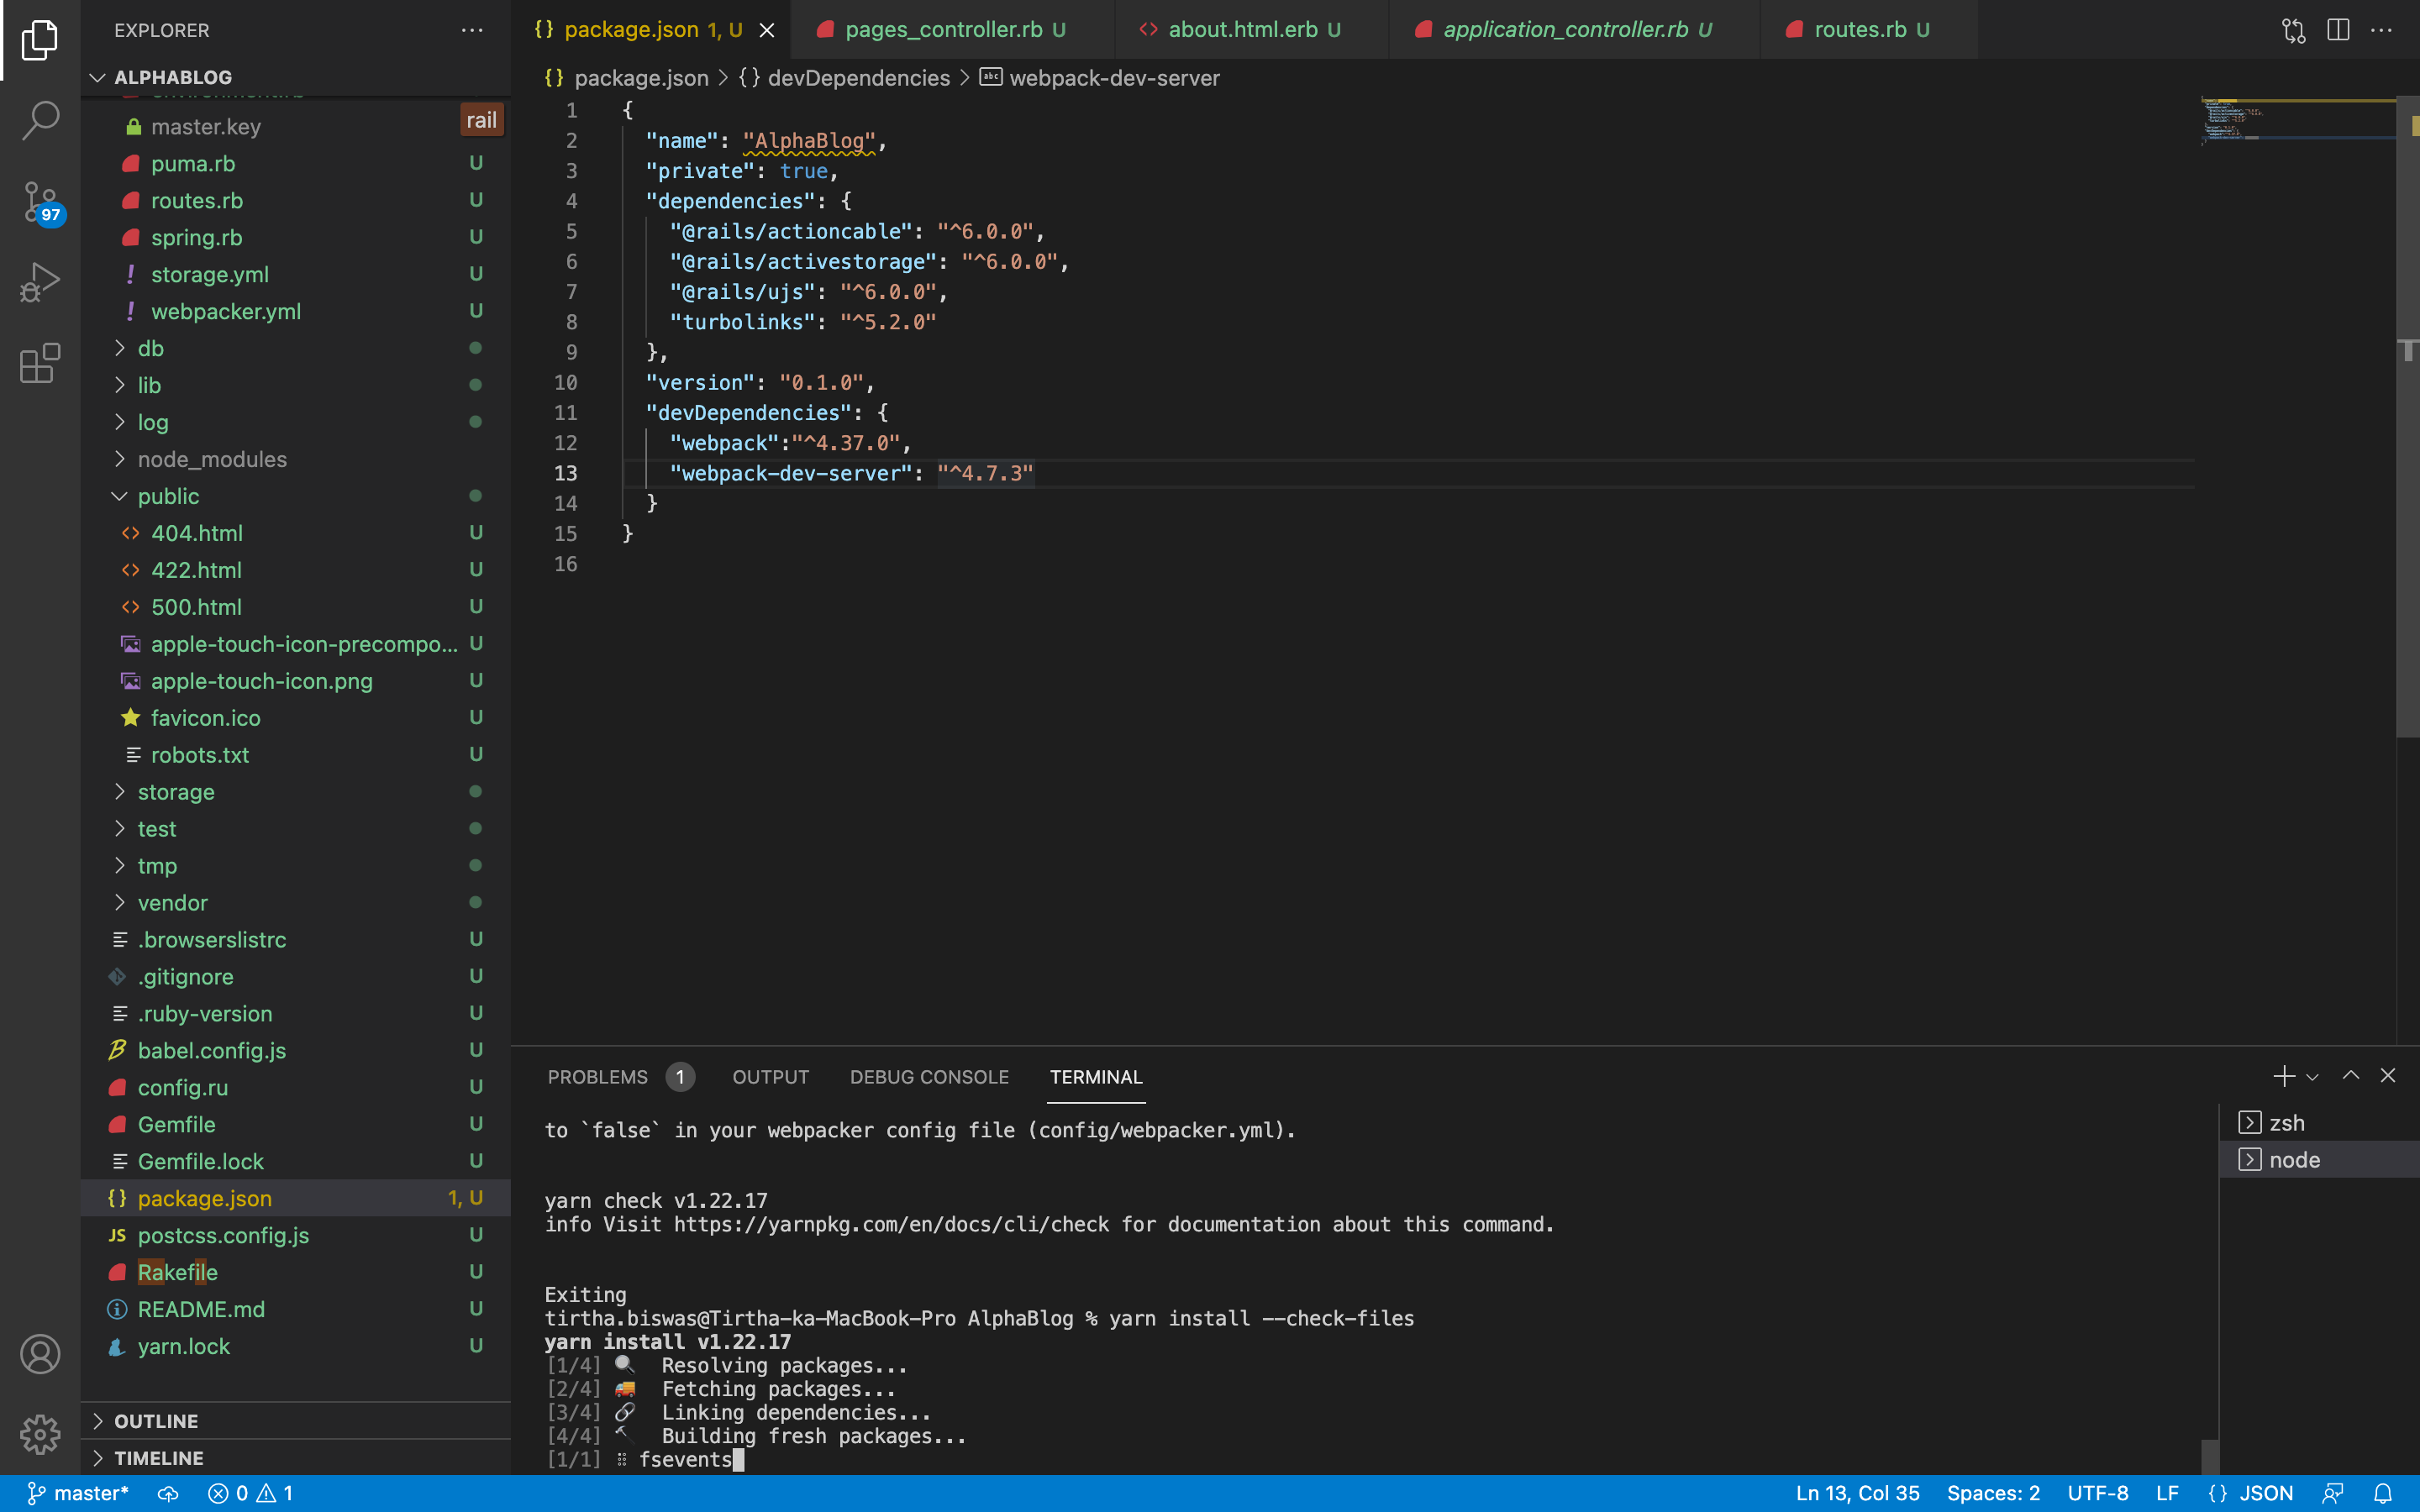 EXPLORER
ALPHABLOG
master.key
rail
puma.rb U
routes.rb U
spring.rb U
storage.yml U
webpacker.yml U
db
lib
log
node_modules
public
404.html U
422.html U
500.html U
apple-touch-icon-precompo... U
apple-touch-icon.png U
favicon.ico U
robots.txt U
storage
test
tmp
vendor
.browserslistrc U
.gitignore U
.ruby-version U
babel.config.js U
config.ru U
Gemfile U
Gemfile.lock U
package.json 1, U
postcss.config.js U
Rakefile U
README.md U
yarn.lock U
OUTLINE
TIMELINE
97
{} package.json 1, U
pages_controller.rb U
<> about.html.erb U
application_controller.rb U
routes.rb U
{} package.json > {} devDependencies > abc webpack-dev-server
1 {
2 "name": "AlphaBlog",
3 "private": true,
4 "dependencies": {
5 "@rails/actioncable": "^6.0.0",
6 "@rails/activestorage": "^6.0.0",
7 "@rails/ujs": "^6.0.0",
8 "turbolinks": "^5.2.0"
9 },
10 "version": "0.1.0",
11 "devDependencies": {
12 "webpack":"^4.37.0",
13 "webpack-dev-server": "^4.7.3"
14 }
15 }
16
PROBLEMS 1 OUTPUT DEBUG CONSOLE TERMINAL
to `false` in your webpacker config file (config/webpacker.yml).
yarn check v1.22.17
info Visit https://yarnpkg.com/en/docs/cli/check for documentation about this command.
Exiting
tirtha.biswas@Tirtha-ka-MacBook-Pro AlphaBlog % yarn install --check-files
yarn install v1.22.17
[1/4] 🔍 Resolving packages...
[2/4] 🚚 Fetching packages...
[3/4] 🔗 Linking dependencies...
[4/4] 🔨 Building fresh packages...
[1/1] ⠿ fsevents
zsh
node
master* 0 1
Ln 13, Col 35 Spaces: 2 UTF-8 LF {} JSON